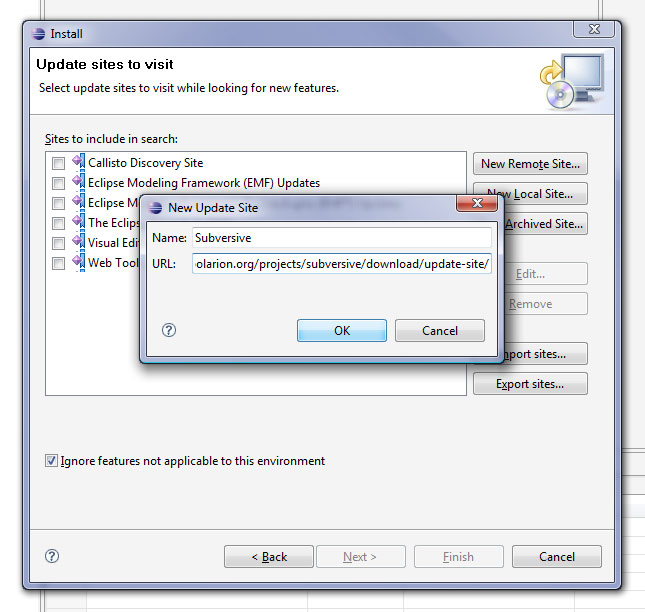 Install
Update sites to visit
Select update sites to visit while looking for new features.
Sites to include in search:
Callisto Discovery Site
Eclipse Modeling Framework (EMF) Updates
Eclipse M
The Eclips
Visual Edi
Web Tool
New Remote Site...
New Local Site...
Archived Site...
Edit...
Remove
port sites...
Export sites...
New Update Site
Name: Subversive
URL: olarion.org/projects/subversive/download/update-site/
OK
Cancel
Ignore features not applicable to this environment
< Back
Next >
Finish
Cancel